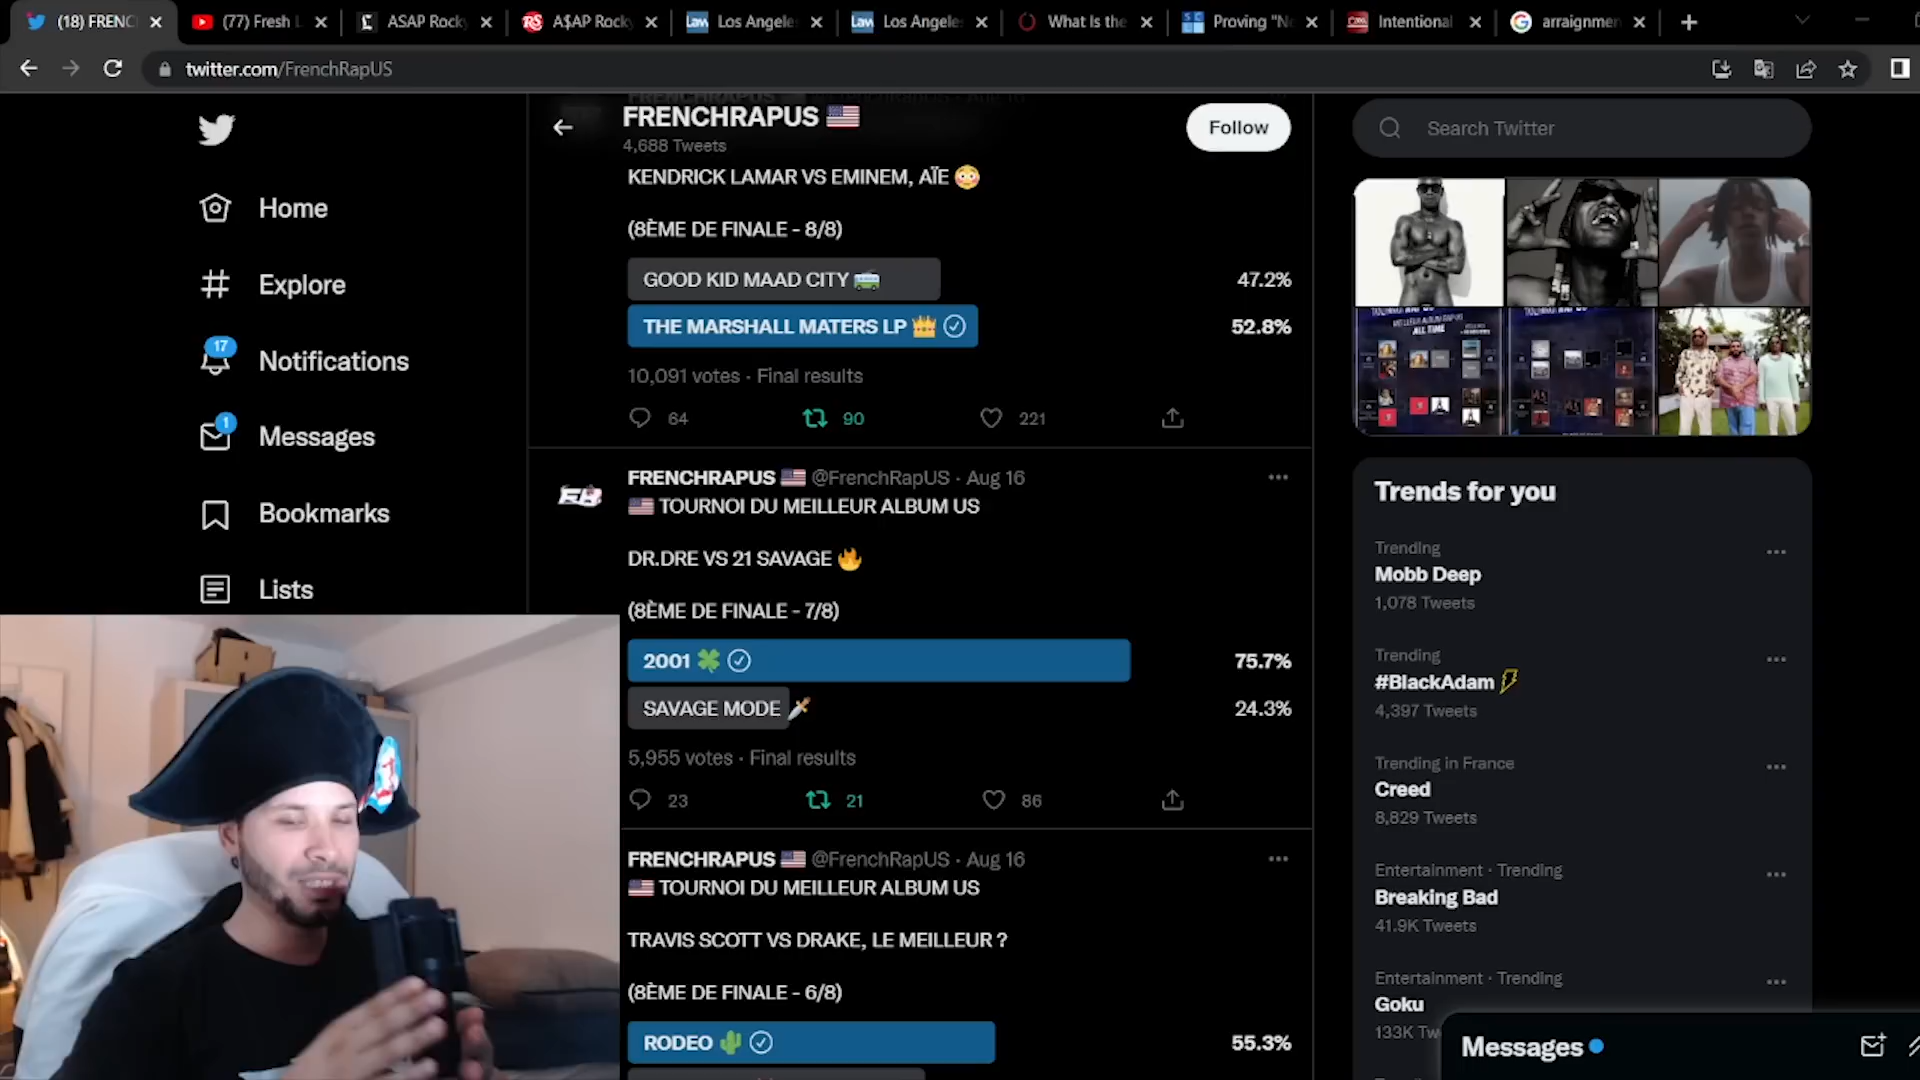 (18) FRENC
(77) Fresh L
ASAP Rock
A$AP Rock
Los Angele
Los Angele
What Is the
Proving "N
Intentional
arraignmen
twitter.com/FrenchRapUS
Home
Explore
17
Notifications
1
Messages
Bookmarks
Lists
FRENCHRAPUS 🇺🇸
4,688 Tweets
Follow
KENDRICK LAMAR VS EMINEM, AÏE 😳
(8ÈME DE FINALE - 8/8)
GOOD KID MAAD CITY 🚎 47.2%
THE MARSHALL MATERS LP 👑 52.8%
10,091 votes · Final results
64 90 221
FRENCHRAPUS 🇺🇸 @FrenchRapUS · Aug 16
🇺🇸 TOURNOI DU MEILLEUR ALBUM US
DR.DRE VS 21 SAVAGE 🔥
(8ÈME DE FINALE - 7/8)
2001 🍀 75.7%
SAVAGE MODE 🗡️ 24.3%
5,955 votes · Final results
23 21 86
FRENCHRAPUS 🇺🇸 @FrenchRapUS · Aug 16
🇺🇸 TOURNOI DU MEILLEUR ALBUM US
TRAVIS SCOTT VS DRAKE, LE MEILLEUR ?
(8ÈME DE FINALE - 6/8)
RODEO 🌵 55.3%
Search Twitter
Trends for you
Trending
Mobb Deep
1,078 Tweets
Trending
#BlackAdam
4,397 Tweets
Trending in France
Creed
8,829 Tweets
Entertainment · Trending
Breaking Bad
41.9K Tweets
Entertainment · Trending
Goku
133K Tw
Messages